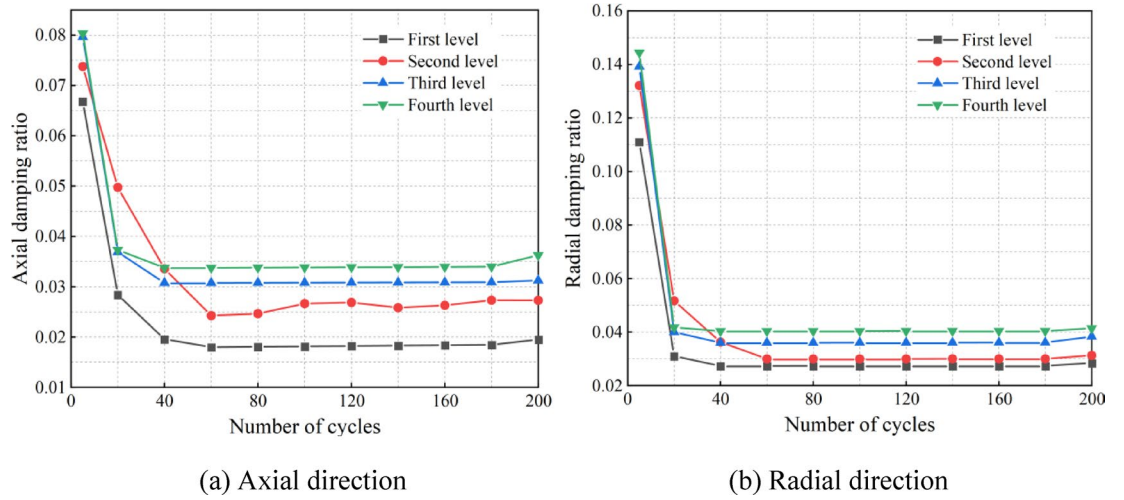 0.08
0.07
0.06
0.05
0.04
0.03
0.02
0.01
Axial damping ratio
First level
Second level
Third level
Fourth level
0 40 80 120 160 200
Number of cycles
(a) Axial direction
0.16
0.14
0.12
0.10
0.08
0.06
0.04
0.02
Radial damping ratio
First level
Second level
Third level
Fourth level
0 40 80 120 160 200
Number of cycles
(b) Radial direction